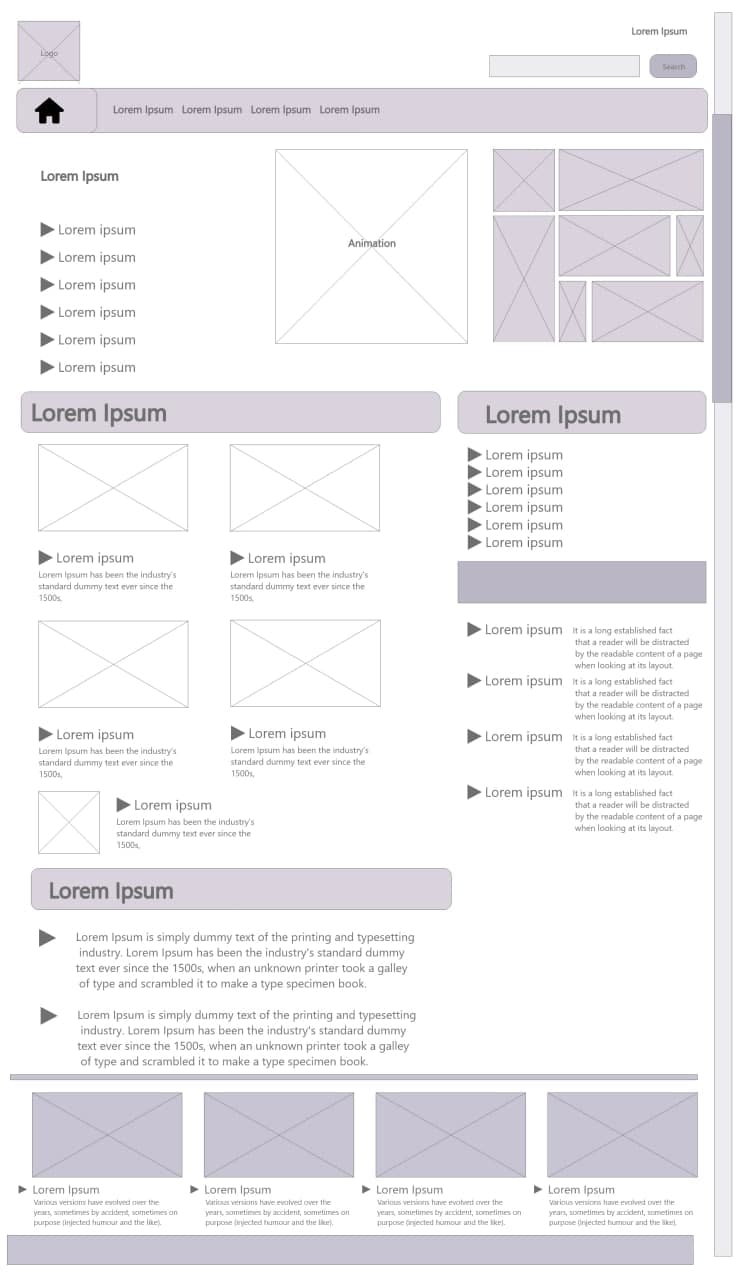 Lorem Ipsum
Logo
Search
Lorem Ipsum Lorem Ipsum Lorem Ipsum Lorem Ipsum
Lorem Ipsum
Lorem ipsum
Lorem ipsum
Lorem ipsum
Lorem ipsum
Lorem ipsum
Lorem ipsum
Animation
Lorem Ipsum
Lorem ipsum
Lorem Ipsum has been the industry's
standard dummy text ever since the
1500s,
Lorem ipsum
Lorem Ipsum has been the industry's
standard dummy text ever since the
1500s,
Lorem ipsum
Lorem Ipsum has been the industry's
standard dummy text ever since the
1500s,
Lorem ipsum
Lorem Ipsum has been the industry's
standard dummy text ever since the
1500s,
Lorem ipsum
Lorem Ipsum has been the industry's
standard dummy text ever since the
1500s,
Lorem Ipsum
Lorem ipsum
Lorem ipsum
Lorem ipsum
Lorem ipsum
Lorem ipsum
Lorem ipsum
Lorem ipsum
It is a long established fact
that a reader will be distracted
by the readable content of a page
when looking at its layout.
Lorem ipsum
It is a long established fact
that a reader will be distracted
by the readable content of a page
when looking at its layout.
Lorem ipsum
It is a long established fact
that a reader will be distracted
by the readable content of a page
when looking at its layout.
Lorem ipsum
It is a long established fact
that a reader will be distracted
by the readable content of a page
when looking at its layout.
Lorem Ipsum
Lorem Ipsum is simply dummy text of the printing and typesetting
industry. Lorem Ipsum has been the industry's standard dummy
text ever since the 1500s, when an unknown printer took a galley
of type and scrambled it to make a type specimen book.
Lorem Ipsum is simply dummy text of the printing and typesetting
industry. Lorem Ipsum has been the industry's standard dummy
text ever since the 1500s, when an unknown printer took a galley
of type and scrambled it to make a type specimen book.
Lorem Ipsum
Various versions have evolved over the
years, sometimes by accident, sometimes on
purpose (injected humour and the like).
Lorem Ipsum
Various versions have evolved over the
years, sometimes by accident, sometimes on
purpose (injected humour and the like).
Lorem Ipsum
Various versions have evolved over the
years, sometimes by accident, sometimes on
purpose (injected humour and the like).
Lorem Ipsum
Various versions have evolved over the
years, sometimes by accident, sometimes on
purpose (injected humour and the like).